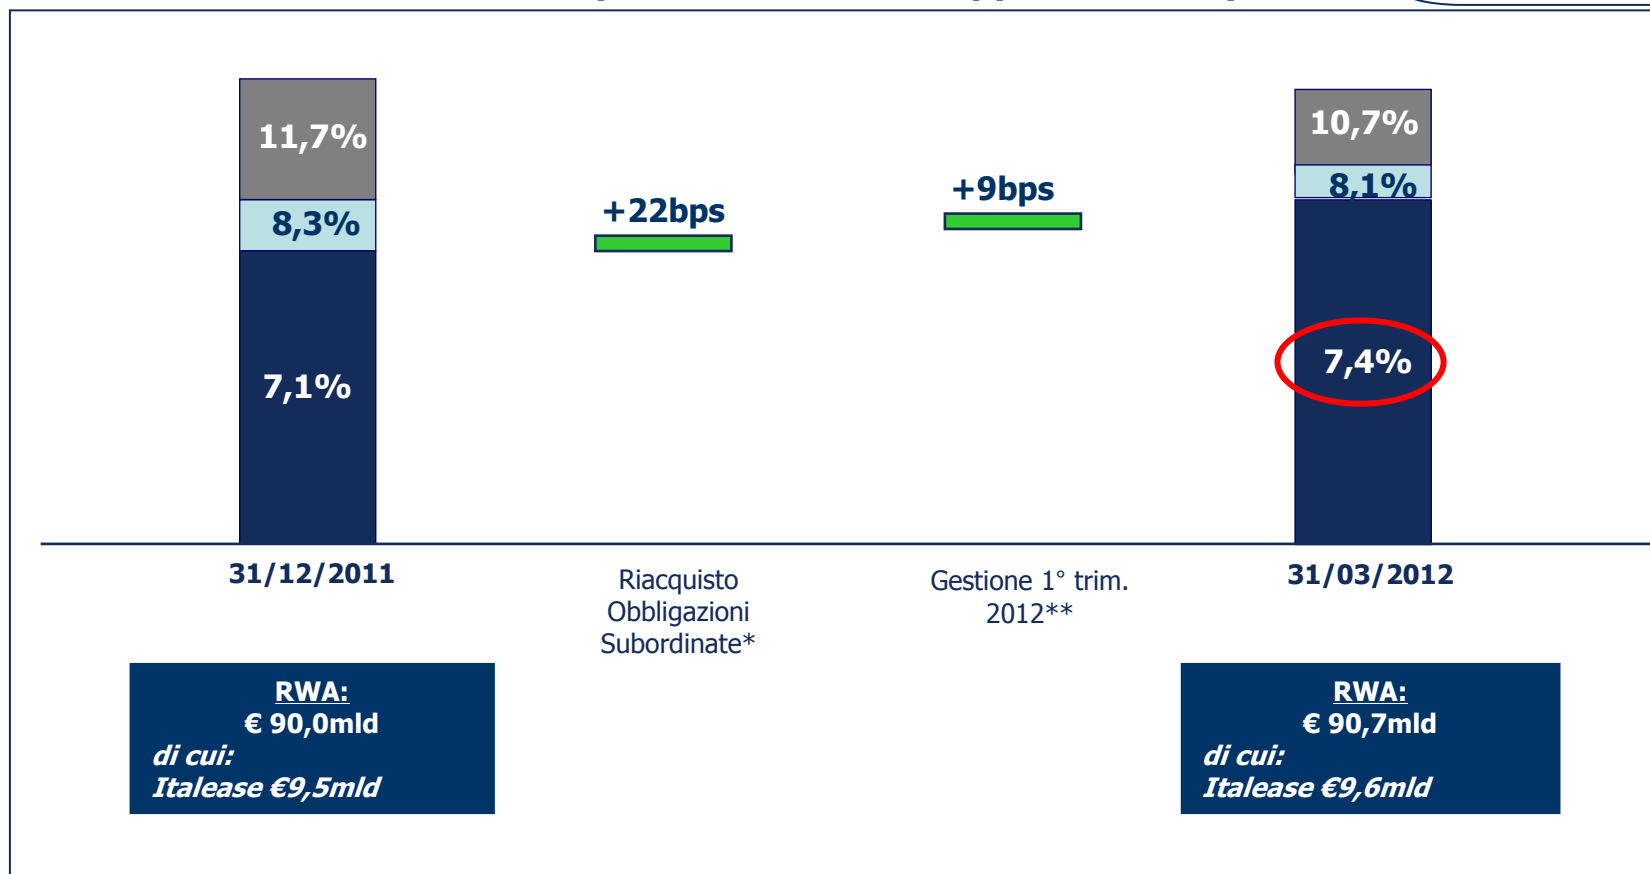 11,7%
8,3%
7,1%
+22bps
+9bps
10,7%
8,1%
7,4%
31/12/2011
Riacquisto
Obbligazioni
Subordinate*
Gestione 1° trim.
2012**
31/03/2012
RWA:
€ 90,0mld
di cui:
Italease €9,5mld
RWA:
€ 90,7mld
di cui:
Italease €9,6mld